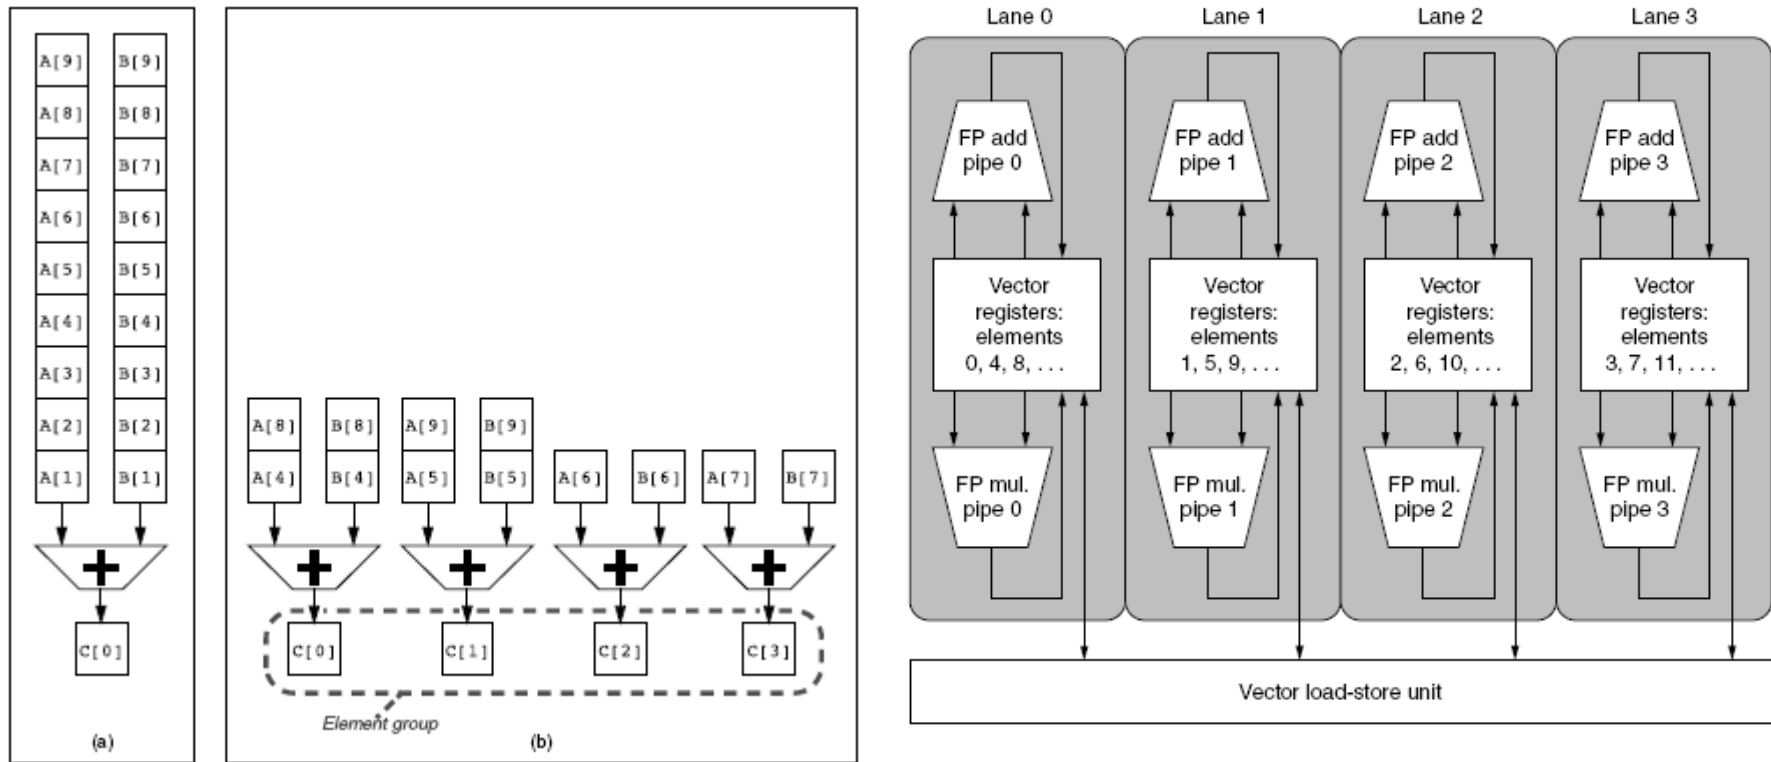 A[9] B[9]
A[8] B[8]
A[7] B[7]
A[6] B[6]
A[5] B[5]
A[4] B[4]
A[3] B[3]
A[2] B[2]
A[1] B[1]
+
C[0]
(a)
A[8] B[8] A[9] B[9]
A[4] B[4] A[5] B[5] A[6] B[6] A[7] B[7]
+ + + +
C[0] C[1] C[2] C[3]
Element group
(b)
Lane 0
FP add
pipe 0
Vector
registers:
elements
0, 4, 8, . . .
FP mul.
pipe 0
Lane 1
FP add
pipe 1
Vector
registers:
elements
1, 5, 9, . . .
FP mul.
pipe 1
Lane 2
FP add
pipe 2
Vector
registers:
elements
2, 6, 10, . . .
FP mul.
pipe 2
Lane 3
FP add
pipe 3
Vector
registers:
elements
3, 7, 11, . . .
FP mul.
pipe 3
Vector load-store unit